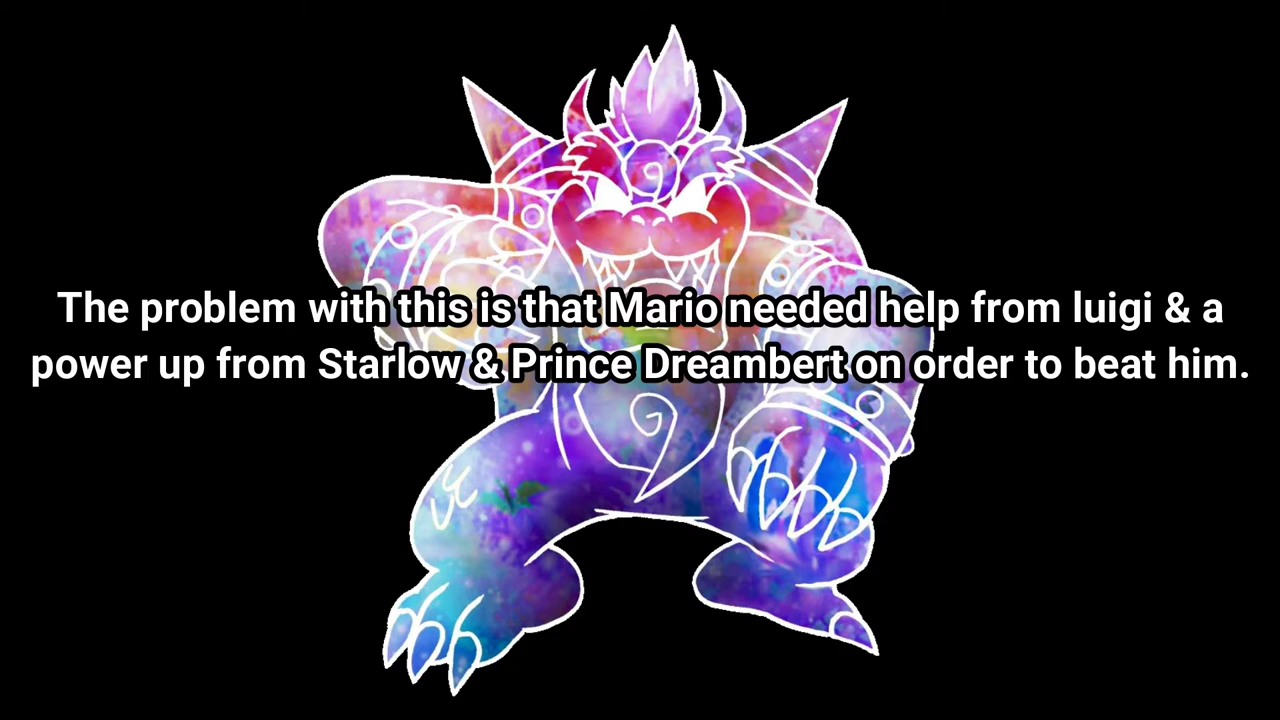 The problem with this is that Mario needed help from luigi & a
power up from Starlow & Prince Dreambert on order to beat him.